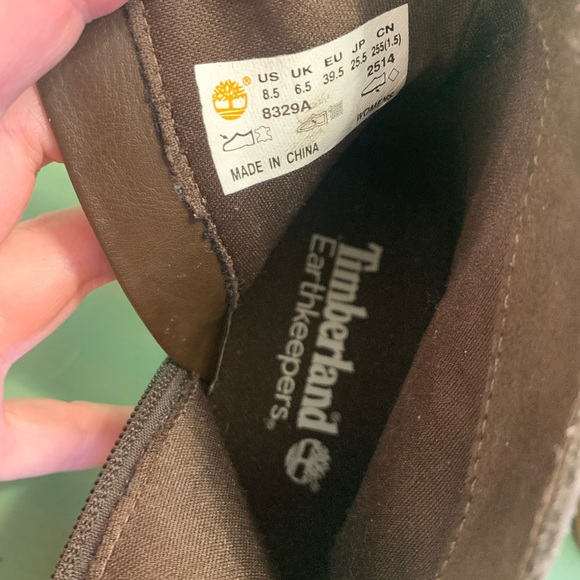 US UK EU JP CN
8.5 6.5 39.5 25.5 255(1.5)
8329A 2514
WOMENS
MADE IN CHINA
Timberland
Earthkeepers®